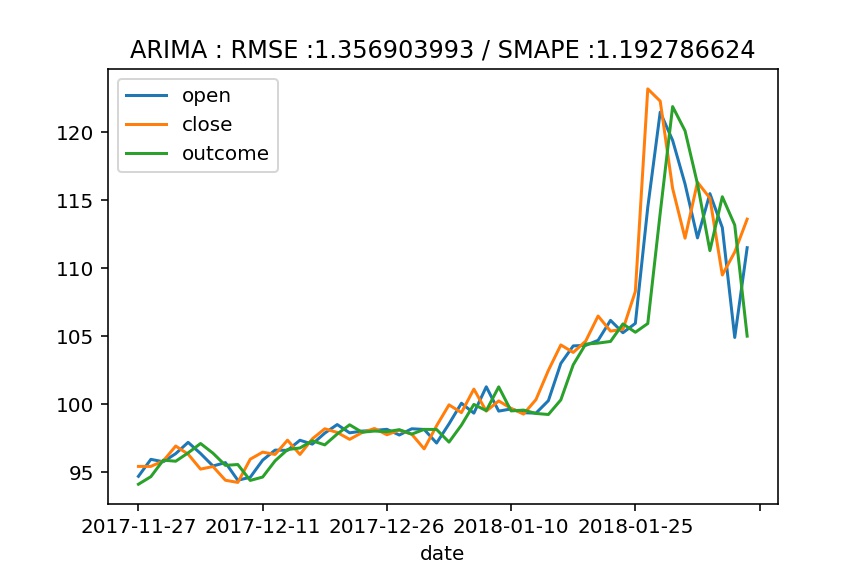 ARIMA : RMSE :1.356903993 / SMAPE :1.192786624
open
close
outcome
120
115
110
105
100
95
2017-11-27 2017-12-11 2017-12-26 2018-01-10 2018-01-25
date